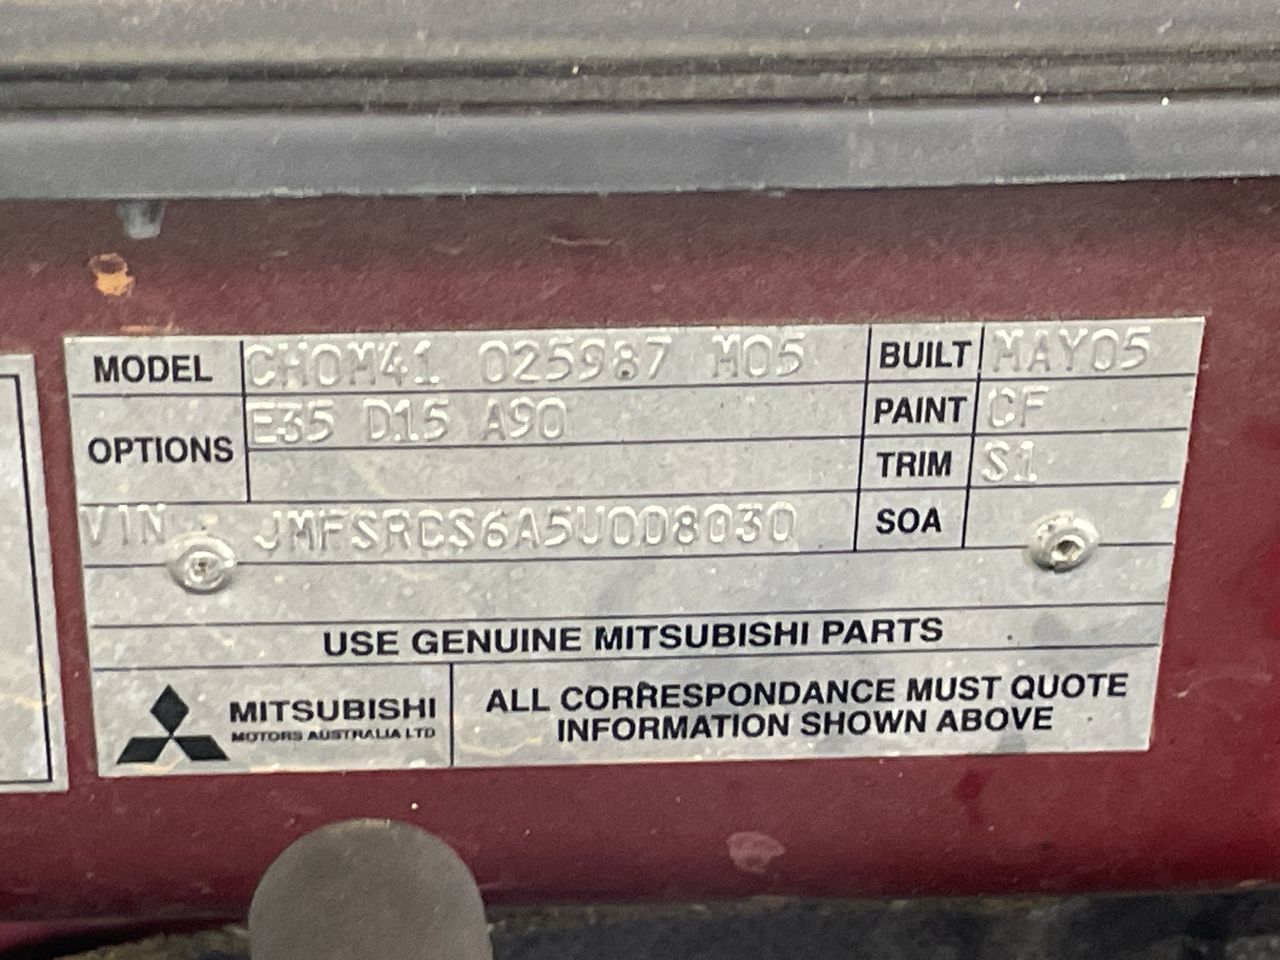 MODEL CH0M41 025987 M05 BUILT MAY05
OPTIONS E35 D15 A90 PAINT CF
TRIM S1
VIN JMFSRCS6A5U008030 SOA
USE GENUINE MITSUBISHI PARTS
MITSUBISHI
MOTORS AUSTRALIA LTD
ALL CORRESPONDANCE MUST QUOTE
INFORMATION SHOWN ABOVE